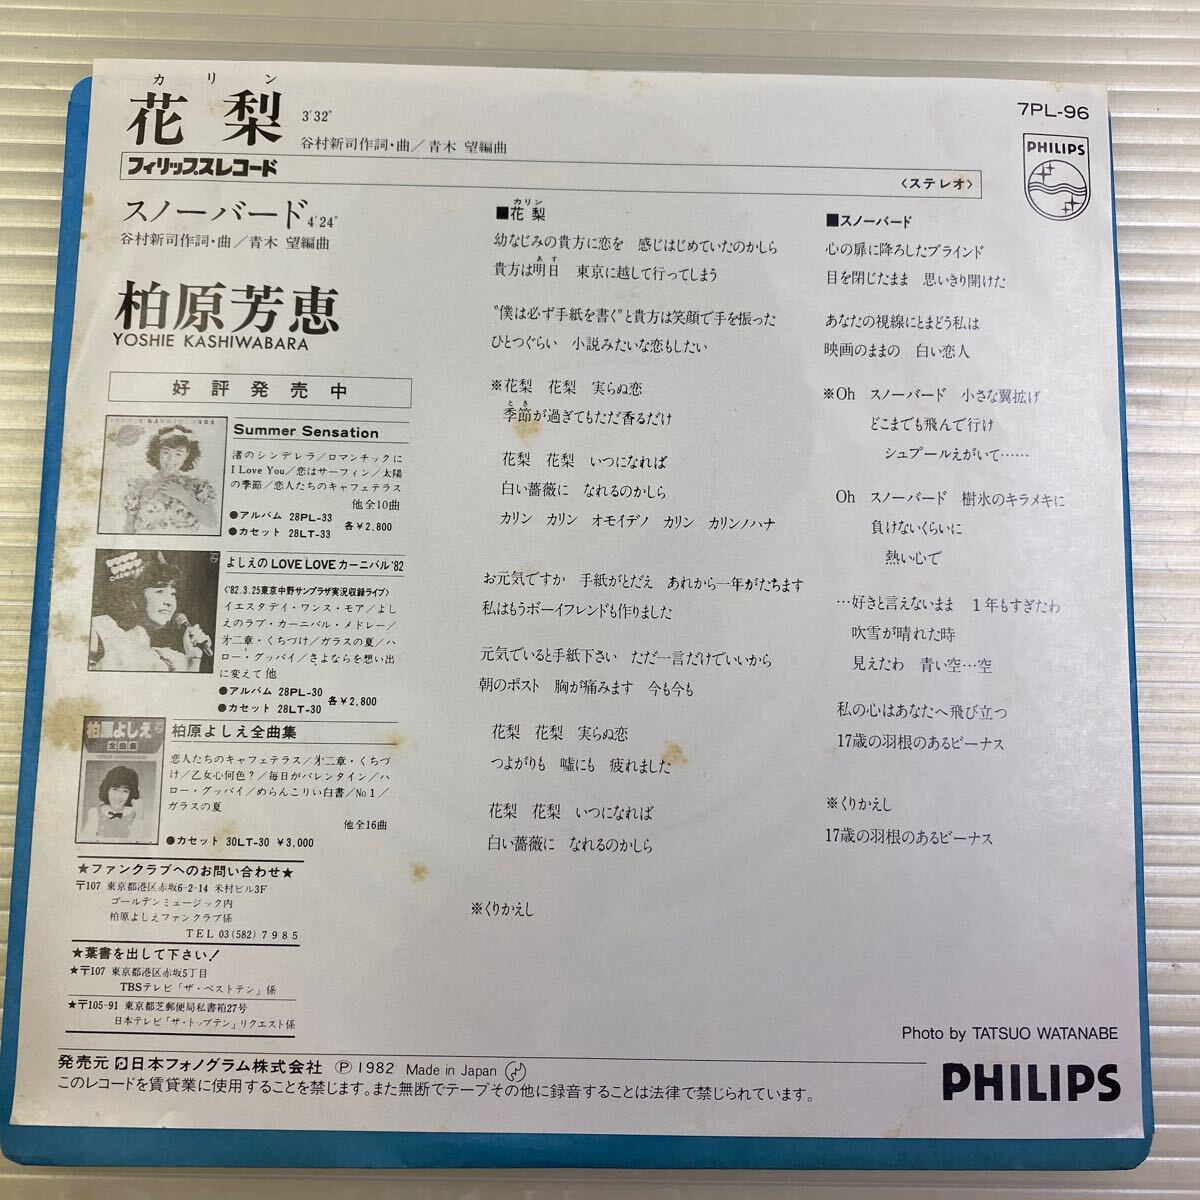 カリン
花梨 3'32"
谷村新司作詞・曲／青木 望編曲
フィリップスレコード
〈ステレオ〉
7PL-96
PHILIPS
スノーバード 4'24"
谷村新司作詞・曲／青木 望編曲
柏原芳恵
YOSHIE KASHIWABARA
好評発売中
Summer Sensation
渚のシンデレラ／ロマンチックに
I Love You／恋はサーフィン／太陽
の季節／恋人たちのキャフェテラス
他全10曲
●アルバム 28PL-33
●カセット 28LT-33
各¥2,800
よしえのLOVE LOVEカーニバル'82
〈'82.3.25東京中野サンプラザ実況収録ライブ〉
イエスタデイ・ワンス・モア／よし
えのラブ・カーニバル・メドレー／
才二章・くちづけ／ガラスの夏／ハ
ロー・グッバイ／さよならを想い出
に変えて 他
●アルバム 28PL-30
●カセット 28LT-30
各¥2,800
柏原よしえ
全曲集
柏原よしえ全曲集
恋人たちのキャフェテラス／才二章・くちづ
け／乙女心何色？／毎日がバレンタイン／ハ
ロー・グッバイ／めらんこりい白書／No.1／
ガラスの夏
他全16曲
●カセット 30LT-30 ¥3,000
★ファンクラブへのお問い合わせ★
〒107 東京都港区赤坂6-2-14 米村ビル3F
ゴールデンミュージック内
柏原よしえファンクラブ係
TEL 03(582)7985
★葉書を出して下さい！
★〒107 東京都港区赤坂5丁目
TBSテレビ「ザ・ベストテン」係
★〒105-91 東京都芝郵便局私書箱27号
日本テレビ「ザ・トップテン」リクエスト係
カリン
■花梨
幼なじみの貴方に恋を 感じはじめていたのかしら
あす
貴方は明日 東京に越して行ってしまう
"僕は必ず手紙を書く"と貴方は笑顔で手を振った
ひとつぐらい 小説みたいな恋もしたい
※花梨 花梨 実らぬ恋
とき
季節が過ぎてもただ香るだけ
花梨 花梨 いつになれば
白い薔薇に なれるのかしら
カリン カリン オモイデノ カリン カリンノハナ
お元気ですか 手紙がとだえ あれから一年がたちます
私はもうボーイフレンドも作りました
元気でいると手紙下さい ただ一言だけでいいから
朝のポスト 胸が痛みます 今も今も
花梨 花梨 実らぬ恋
つよがりも 嘘にも 疲れました
花梨 花梨 いつになれば
白い薔薇に なれるのかしら
※くりかえし
■スノーバード
心の扉に降ろしたブラインド
目を閉じたまま 思いきり開けた
あなたの視線にとまどう私は
映画のままの 白い恋人
※Oh スノーバード 小さな翼拡げ
どこまでも飛んで行け
シュプールえがいて……
Oh スノーバード 樹氷のキラメキに
負けないくらいに
熱い心で
…好きと言えないまま 1年もすぎたわ
吹雪が晴れた時
見えたわ 青い空…空
私の心はあなたへ飛び立つ
17歳の羽根のあるビーナス
※くりかえし
17歳の羽根のあるビーナス
Photo by TATSUO WATANABE
発売元 日本フォノグラム株式会社 Ⓟ1982 Made in Japan
このレコードを賃貸業に使用することを禁じます。また無断でテープその他に録音することは法律で禁じられています。
PHILIPS